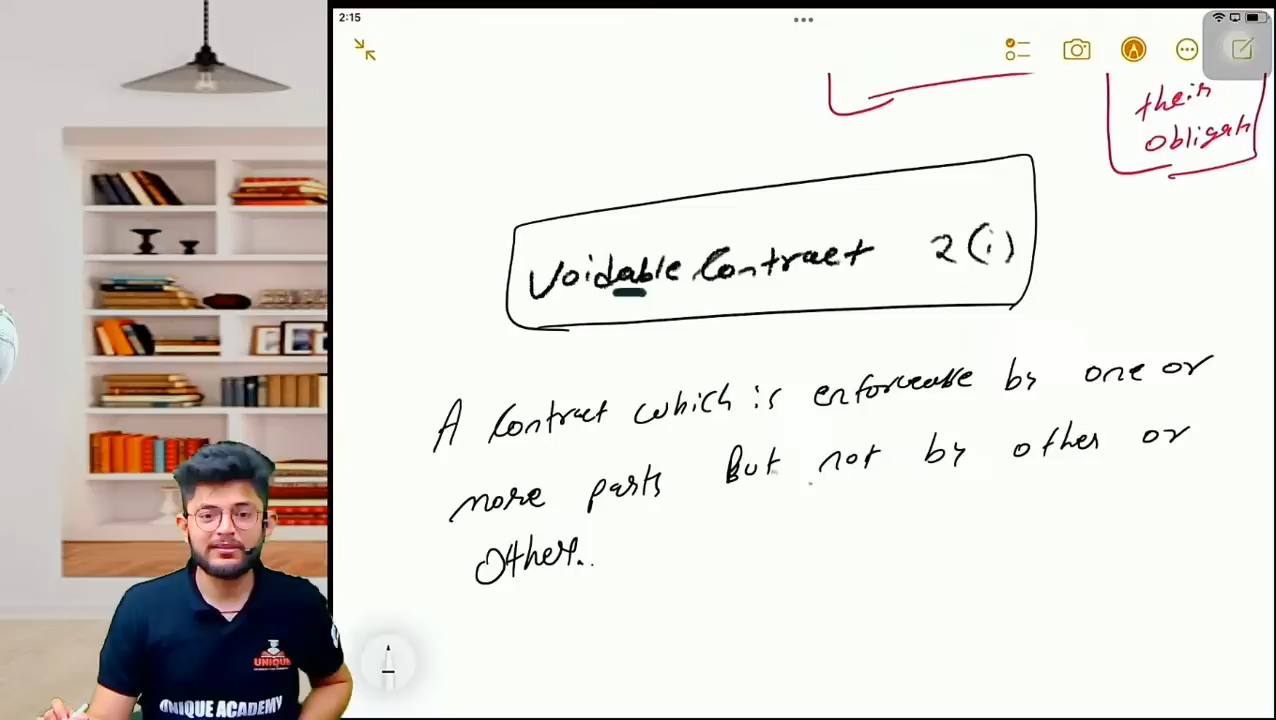 2:15
their
obligat
Voidable Contract 2(i)
A Contract which is enforceable by one or
more parts But not by other or
Other..
UNIQUE
UNIQUE ACADEMY